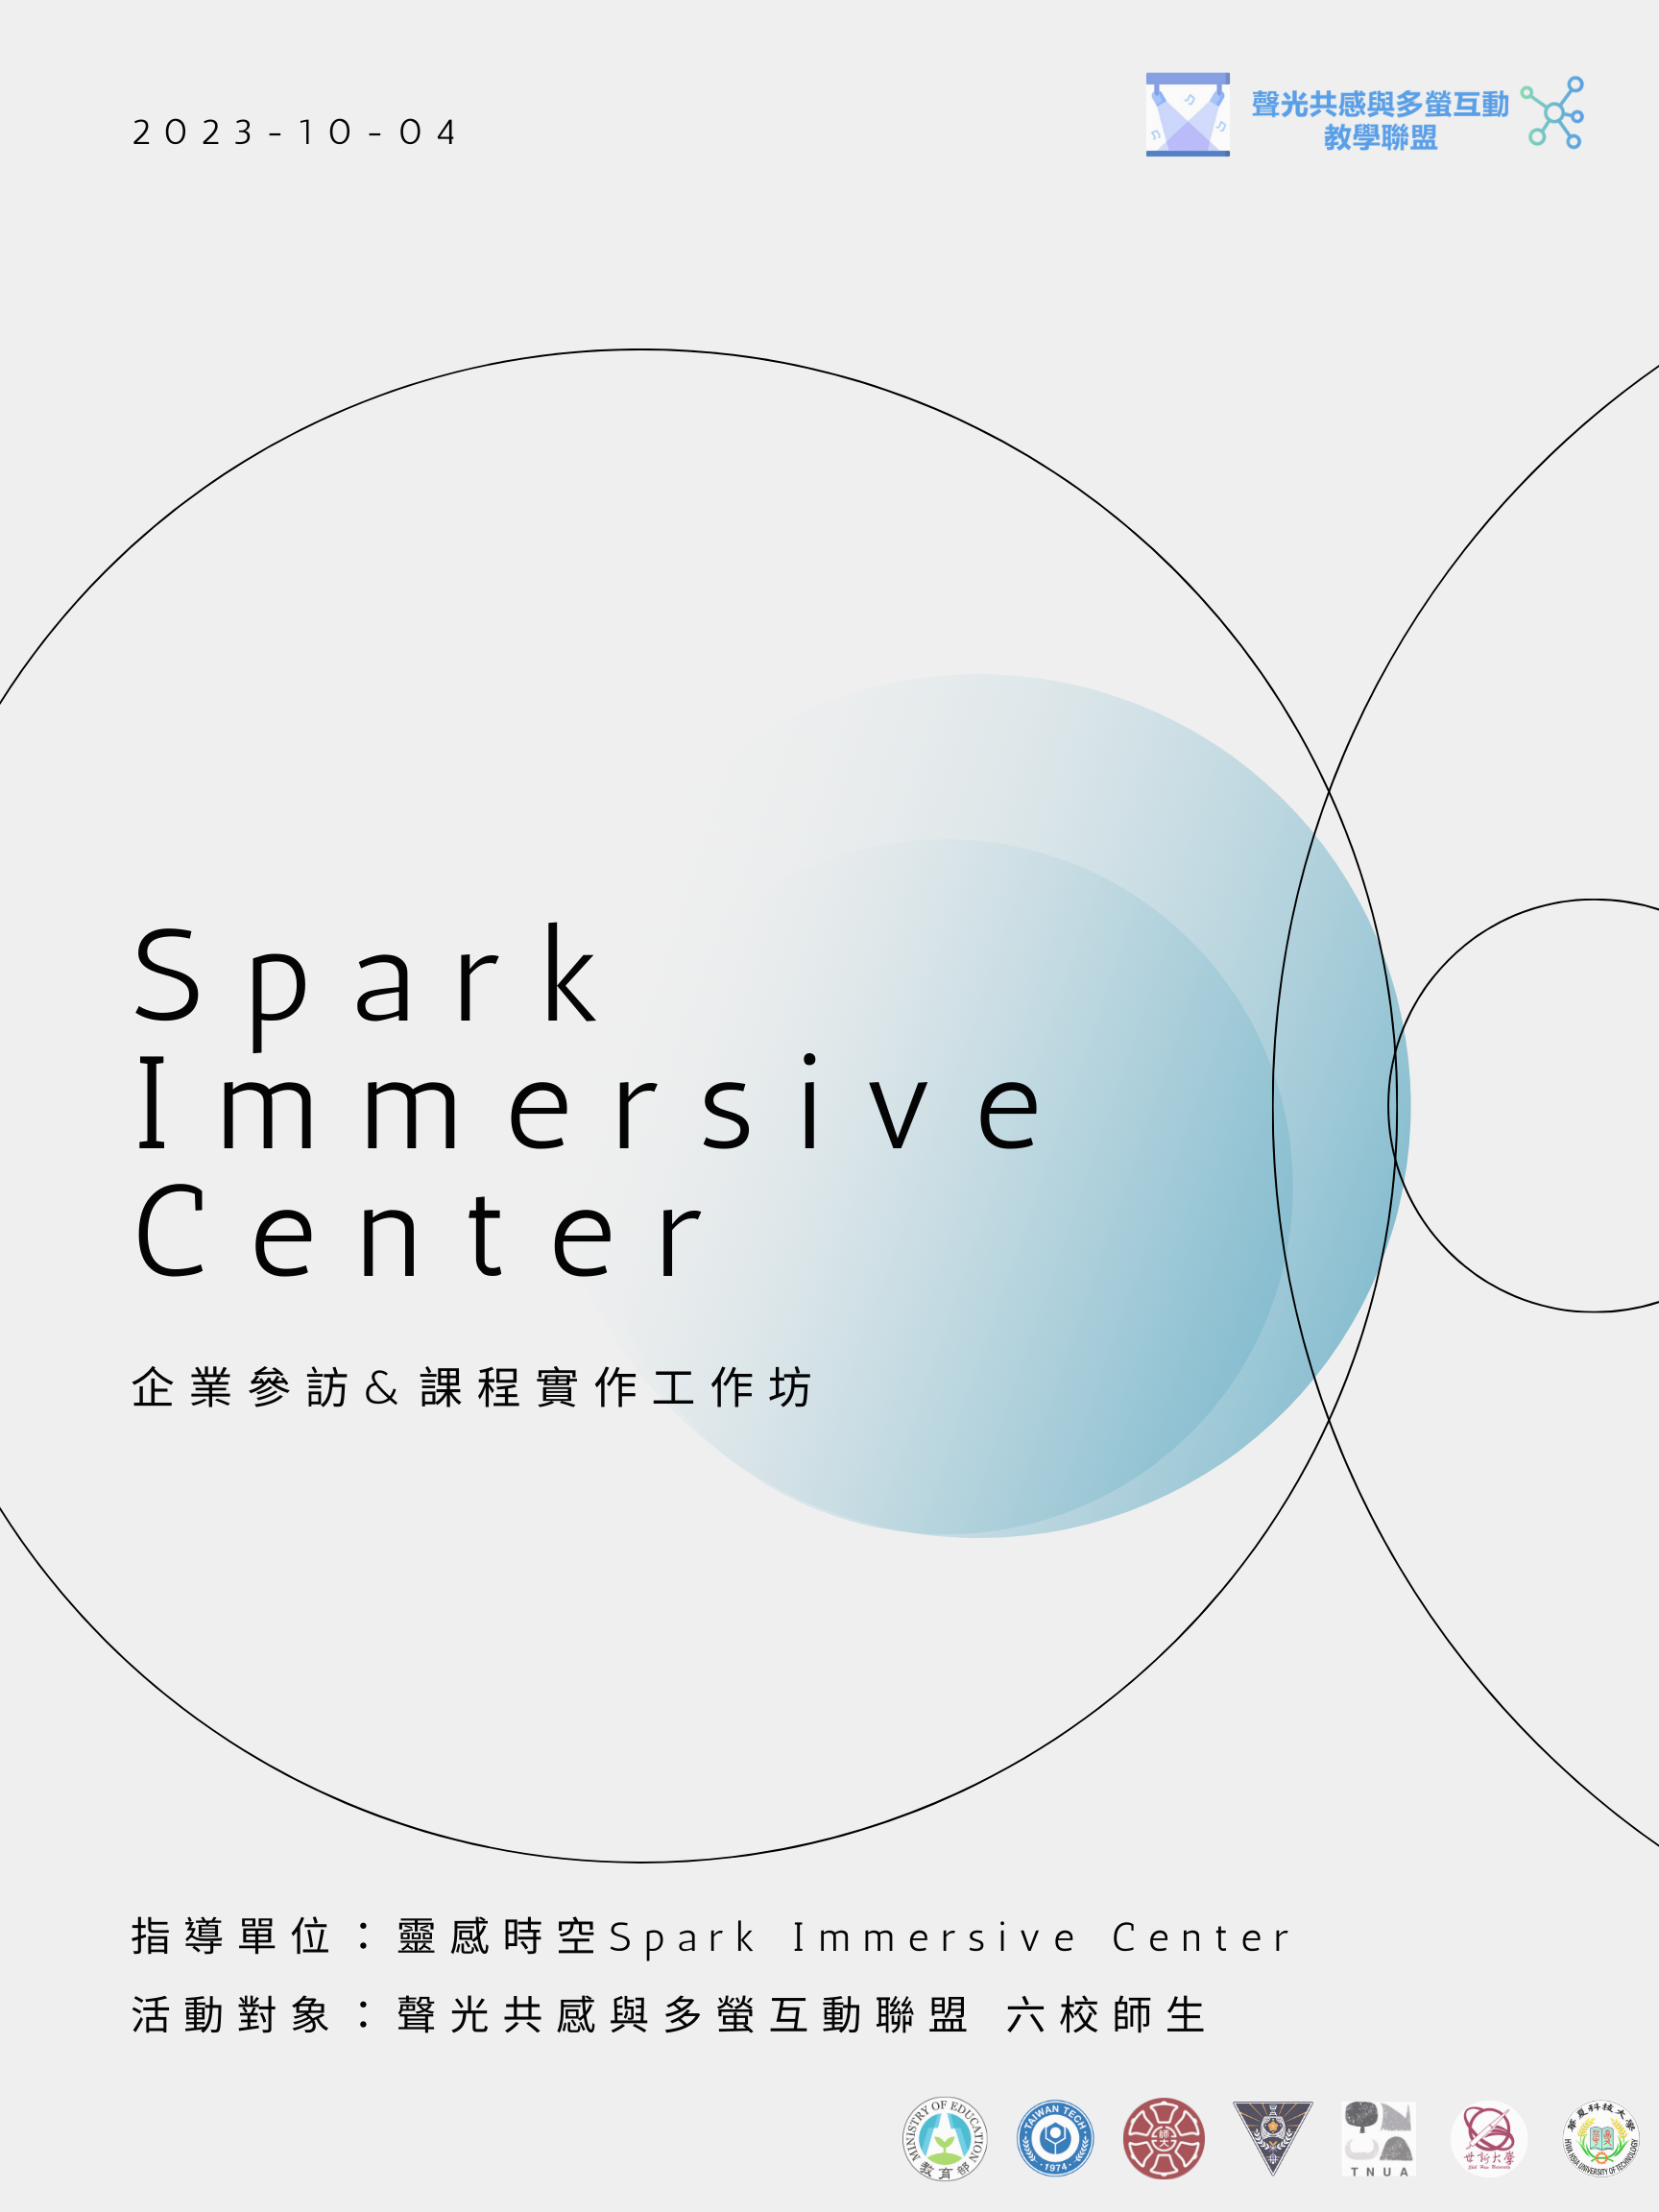 2023-10-04
聲光共感與多螢互動
教學聯盟
Spark
Immersive
Center
企業參訪&課程實作工作坊
指導單位：靈感時空Spark Immersive Center
活動對象：聲光共感與多螢互動聯盟 六校師生
MINISTRY OF EDUCATION
教育部
TAIWAN TECH
1974
師大
TNUA
世新大學
Shih Hsin University
華夏科技大學
HWA HSIA UNIVERSITY OF TECHNOLOGY